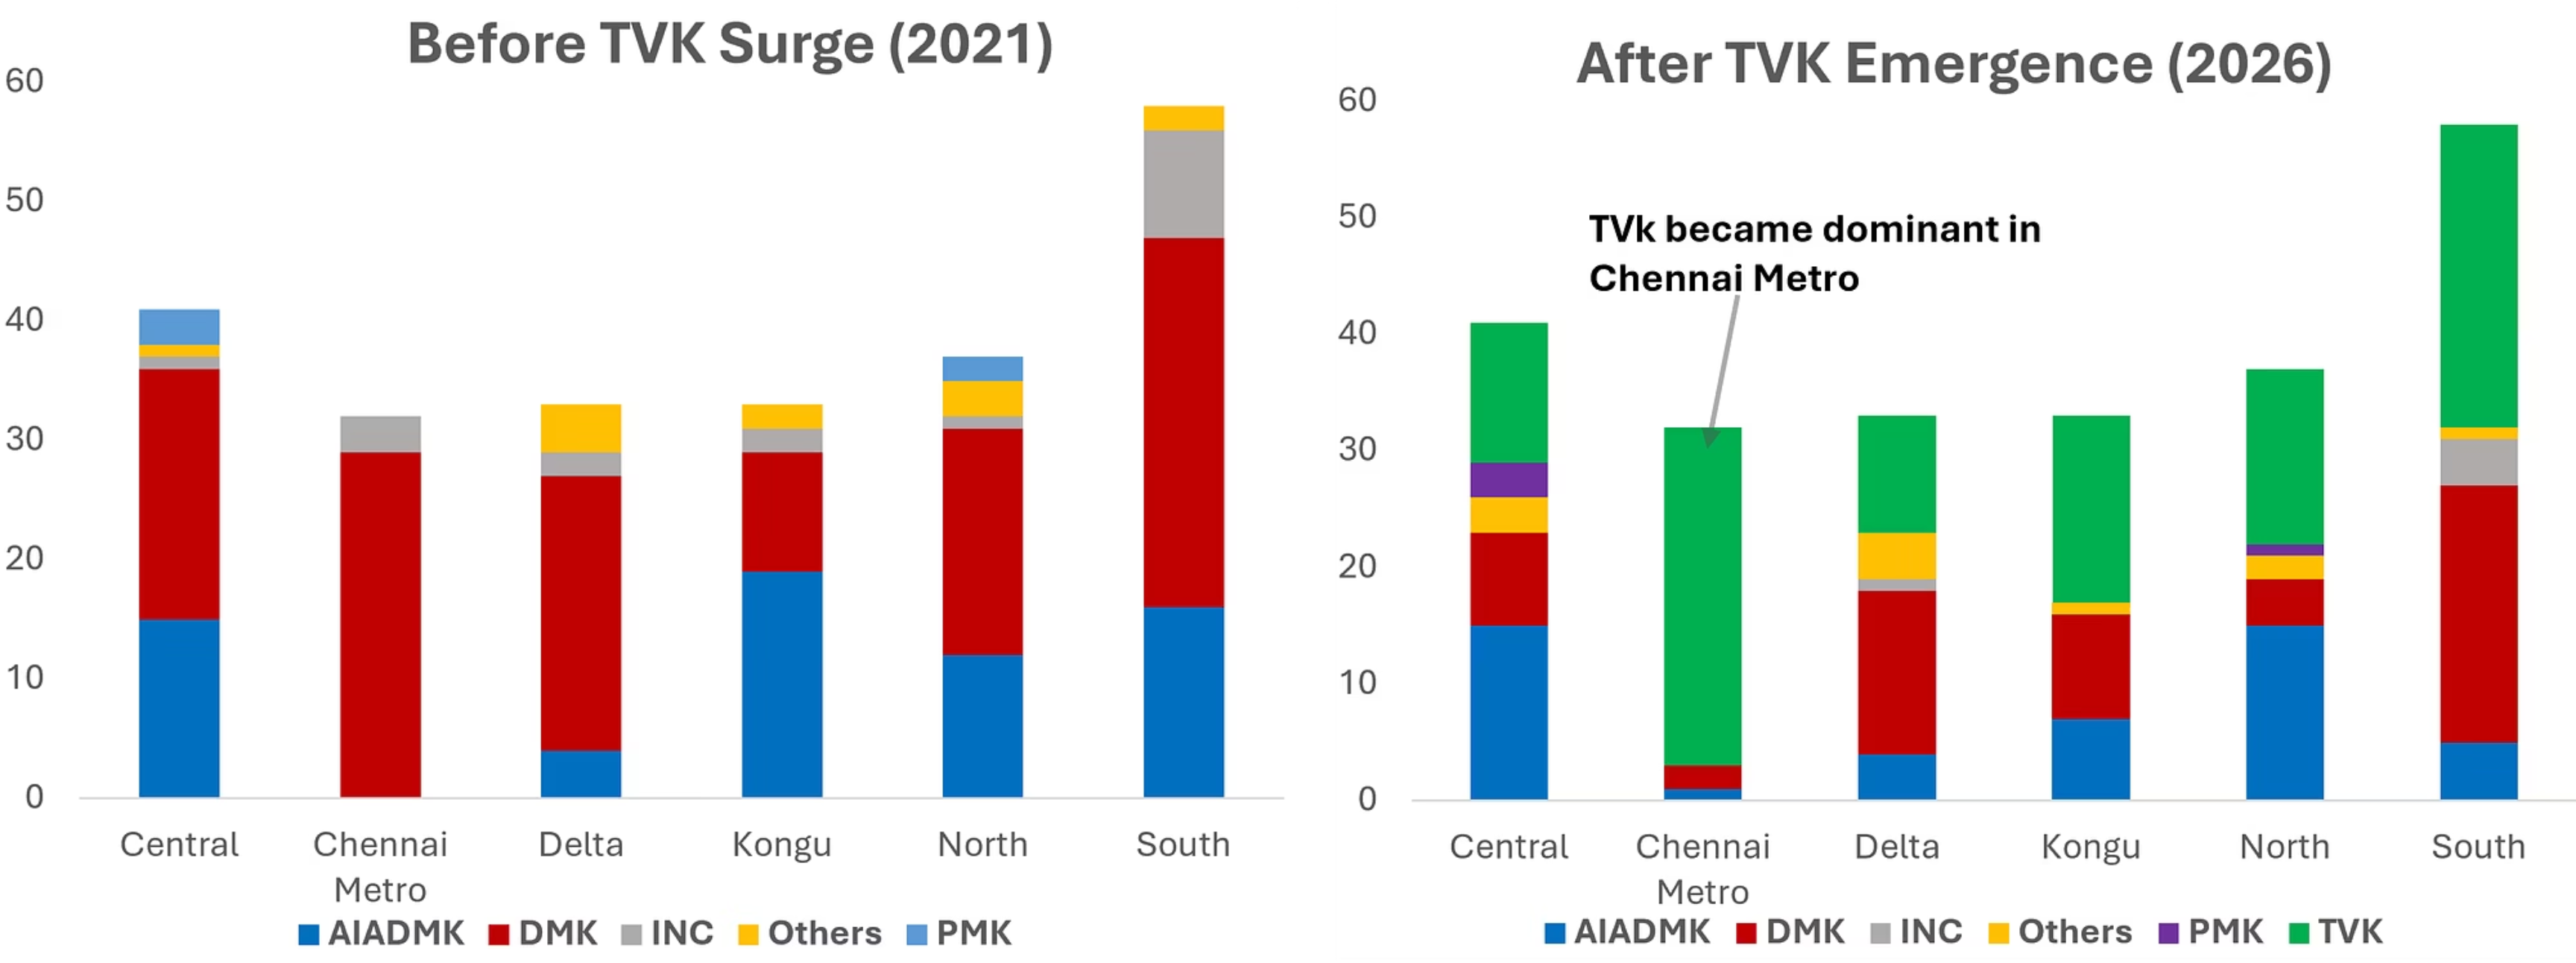 Before TVK Surge (2021)
60
50
40
30
20
10
0
Central
Chennai
Metro
Delta
Kongu
North
South
AIADMK DMK INC Others PMK
After TVK Emergence (2026)
60
50
40
30
20
10
0
TVk became dominant in
Chennai Metro
Central
Chennai
Metro
Delta
Kongu
North
South
AIADMK DMK INC Others PMK TVK